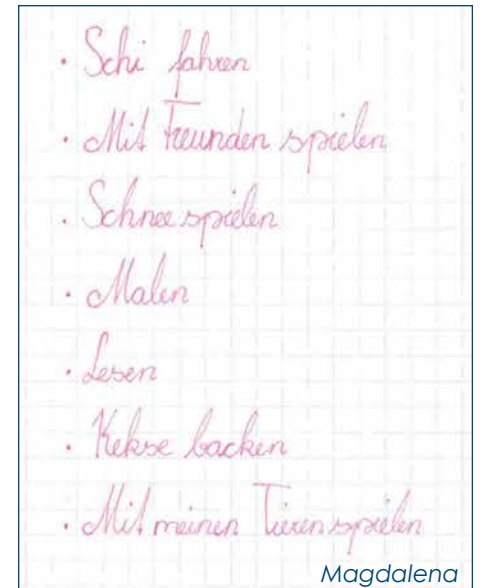 · Schi fahren
· Mit Freunden spielen
· Schnee spielen
· Malen
· Lesen
· Kekse backen
· Mit meinen Tieren spielen
Magdalena